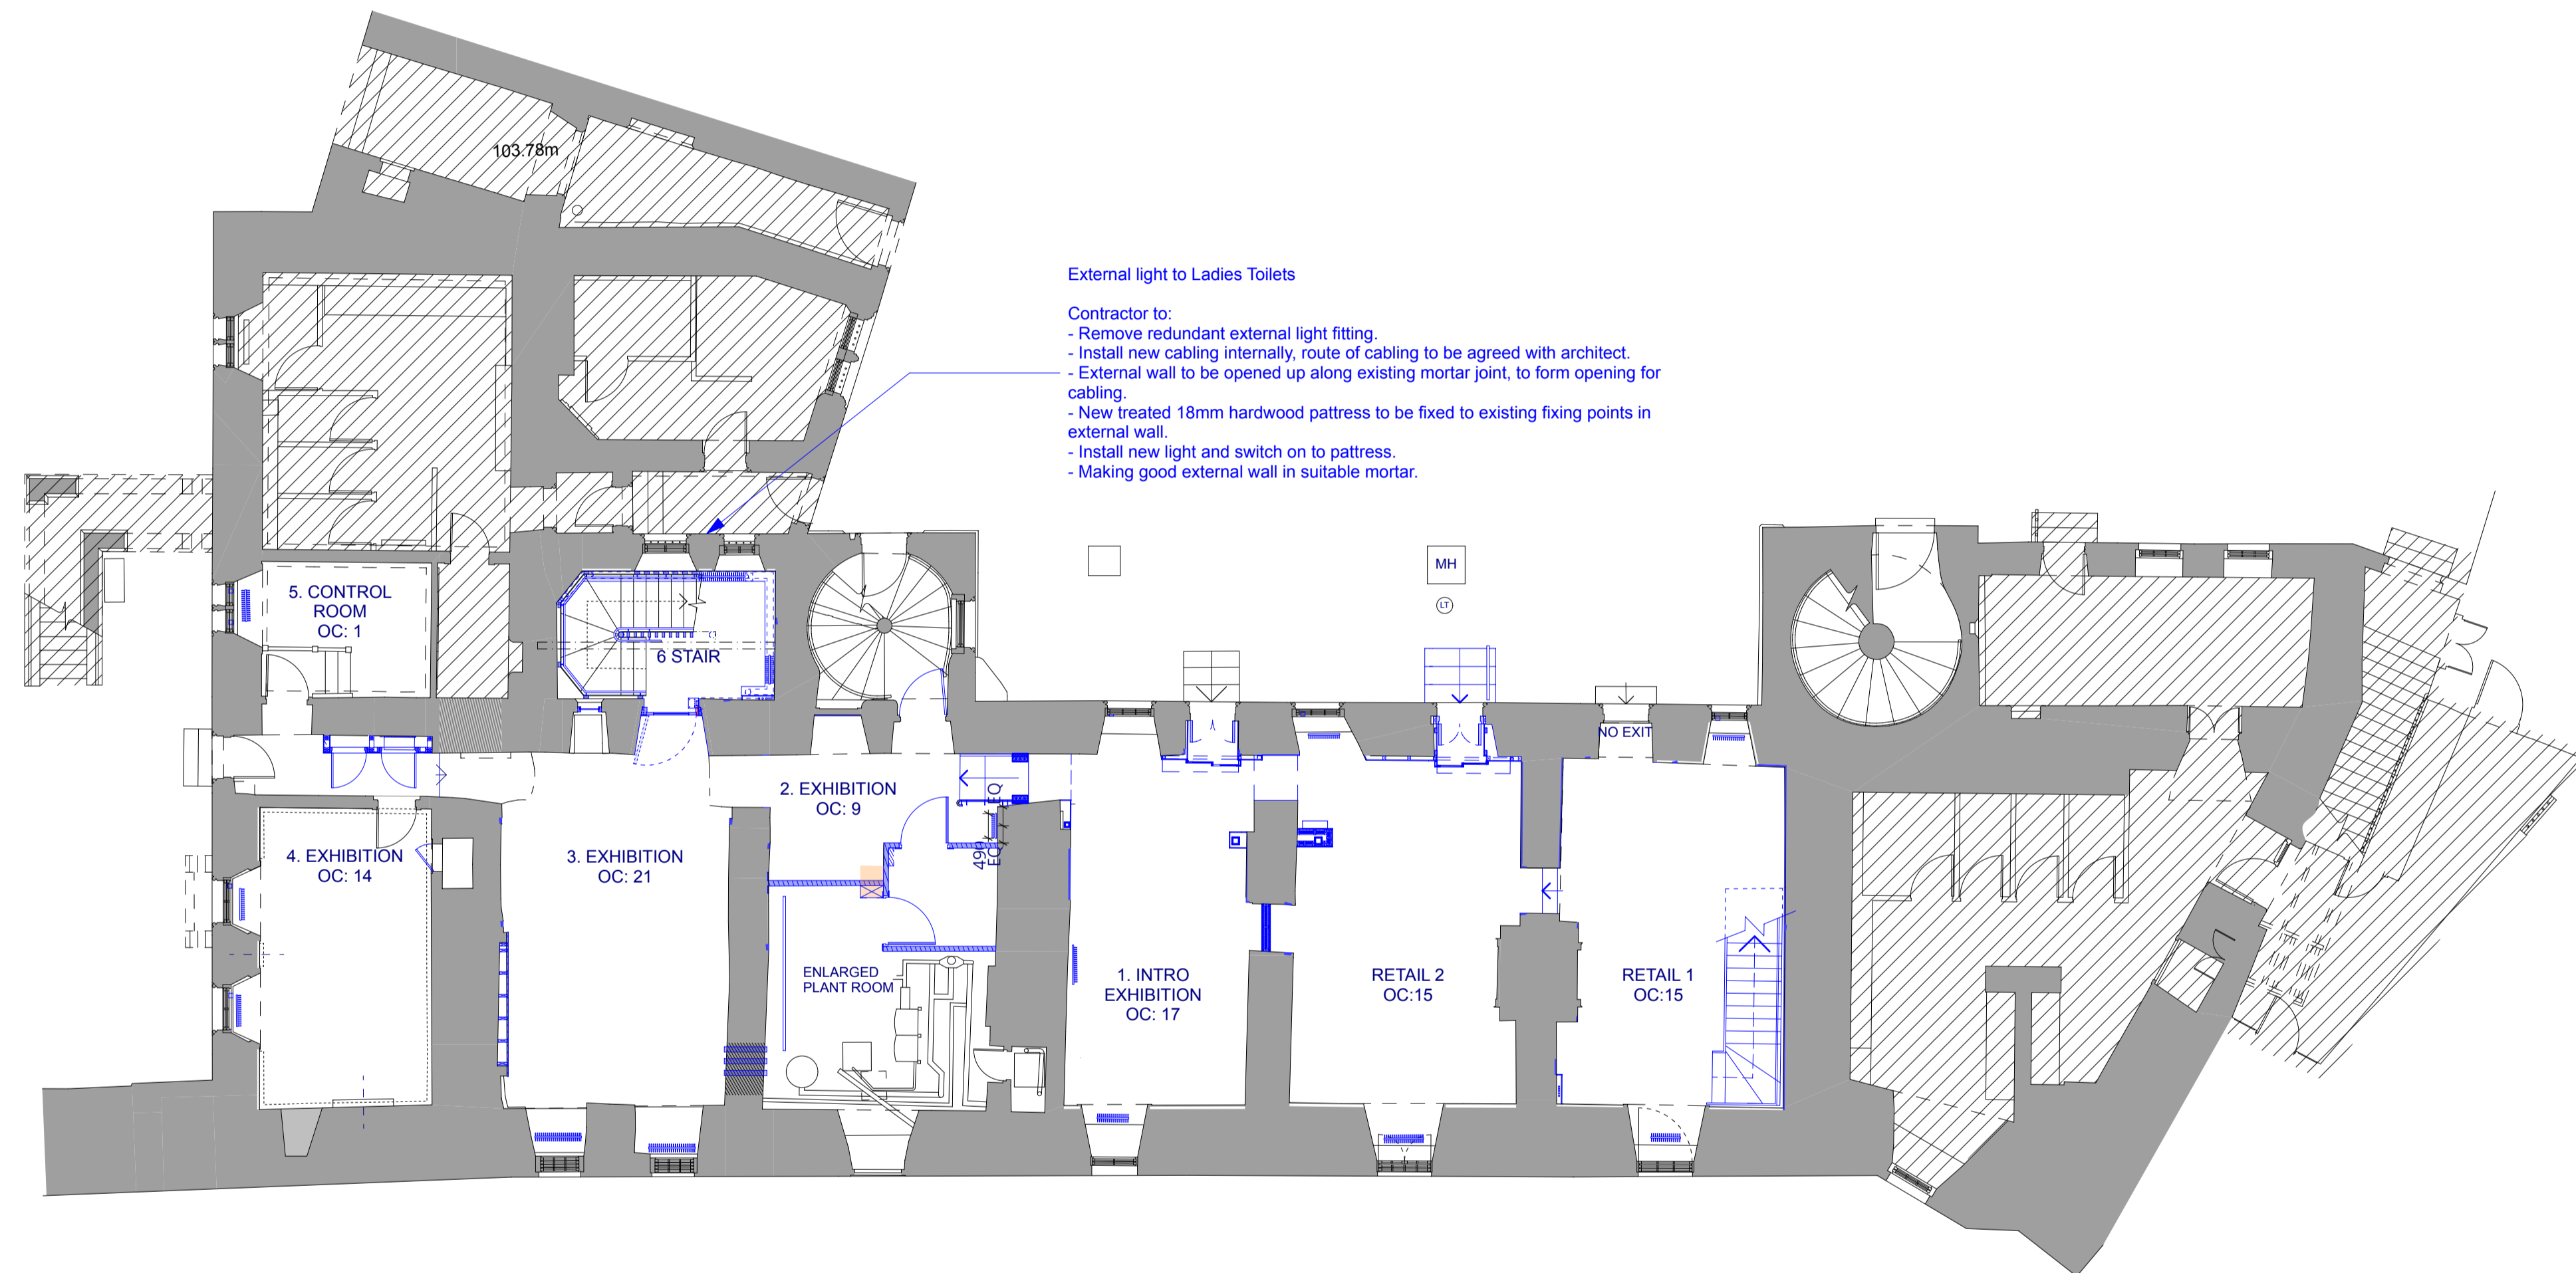 103.78m
External light to Ladies Toilets
Contractor to:
- Remove redundant external light fitting.
- Install new cabling internally, route of cabling to be agreed with architect.
- External wall to be opened up along existing mortar joint, to form opening for
cabling.
- New treated 18mm hardwood pattress to be fixed to existing fixing points in
external wall.
- Install new light and switch on to pattress.
- Making good external wall in suitable mortar.
MH
LT
5. CONTROL
ROOM
OC: 1
6 STAIR
NO EXIT
2. EXHIBITION
OC: 9
EQ
490
EQ
4. EXHIBITION
OC: 14
3. EXHIBITION
OC: 21
ENLARGED
PLANT ROOM
1. INTRO
EXHIBITION
OC: 17
RETAIL 2
OC:15
RETAIL 1
OC:15